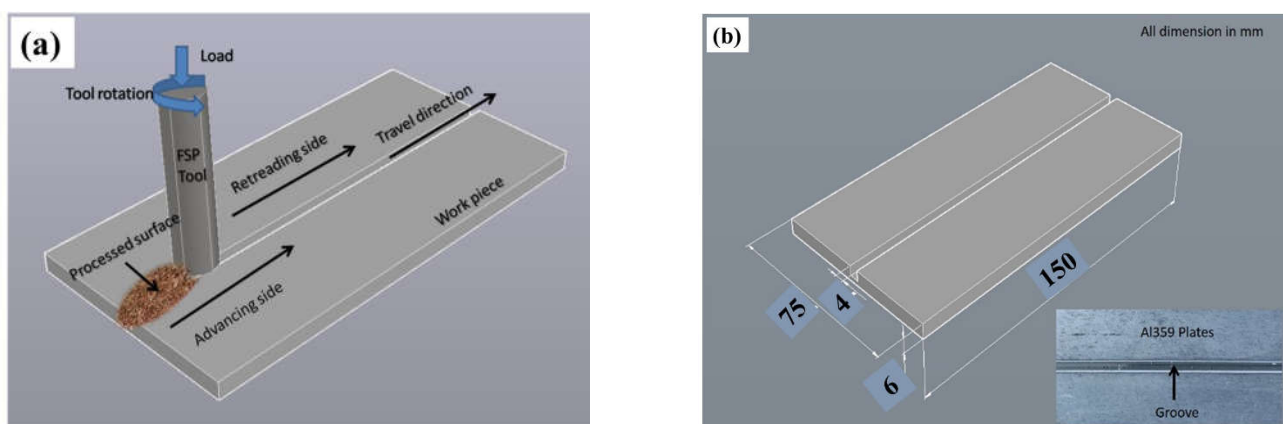 (a)
Load
Tool rotation
FSP
Tool
Retreading side
Travel direction
Processed surface
Work piece
Advancing side
(b)
All dimension in mm
75
4
6
150
Al359 Plates
Groove